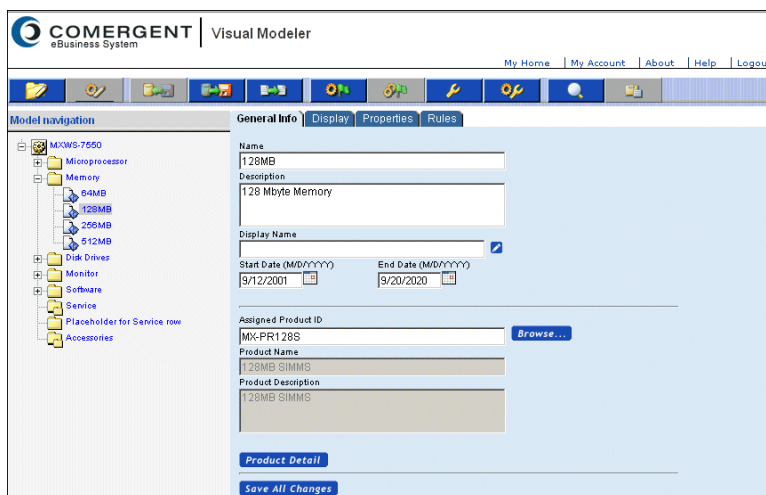 COMERGENT
eBusiness System
Visual Modeler
My Home | My Account | About | Help | Logou
Model navigation
General Info Display Properties Rules
MXWS-7550
Microprocessor
Memory
64MB
128MB
256MB
512MB
Disk Drives
Monitor
Software
Service
Placeholder for Service row
Accessories
Name
128MB
Description
128 Mbyte Memory
Display Name
Start Date (M/D/YYYY) End Date (M/D/YYYY)
9/12/2001 9/20/2020
Assigned Product ID
MX-PR128S Browse...
Product Name
128MB SIMMS
Product Description
128MB SIMMS
Product Detail
Save All Changes